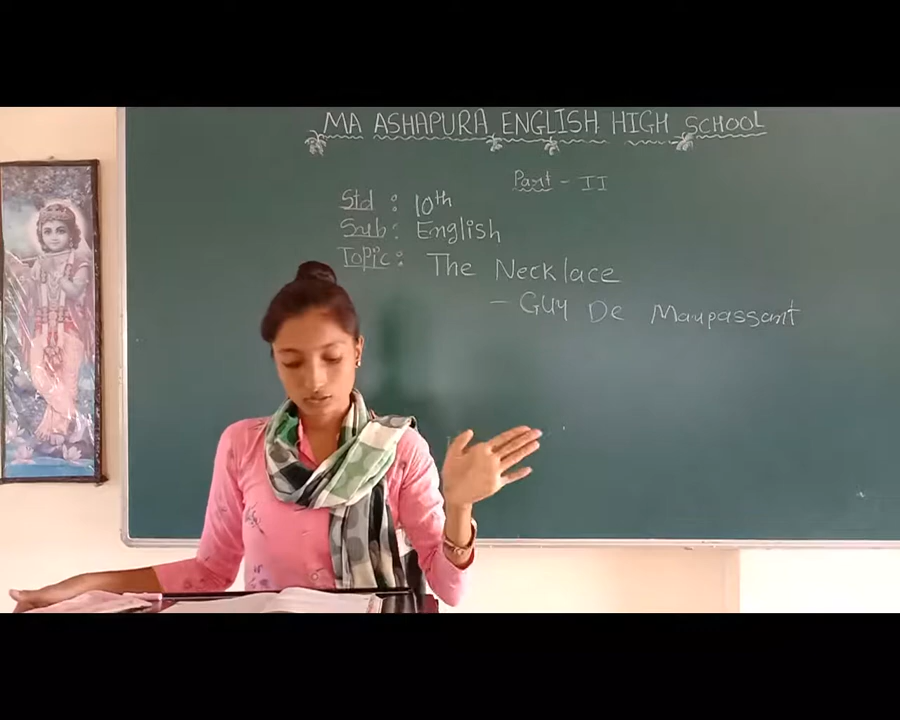 MA ASHAPURA ENGLISH HIGH SCHOOL
Part - II
Std : 10th
Sub : English
Topic : The Necklace
- Guy De Maupassant